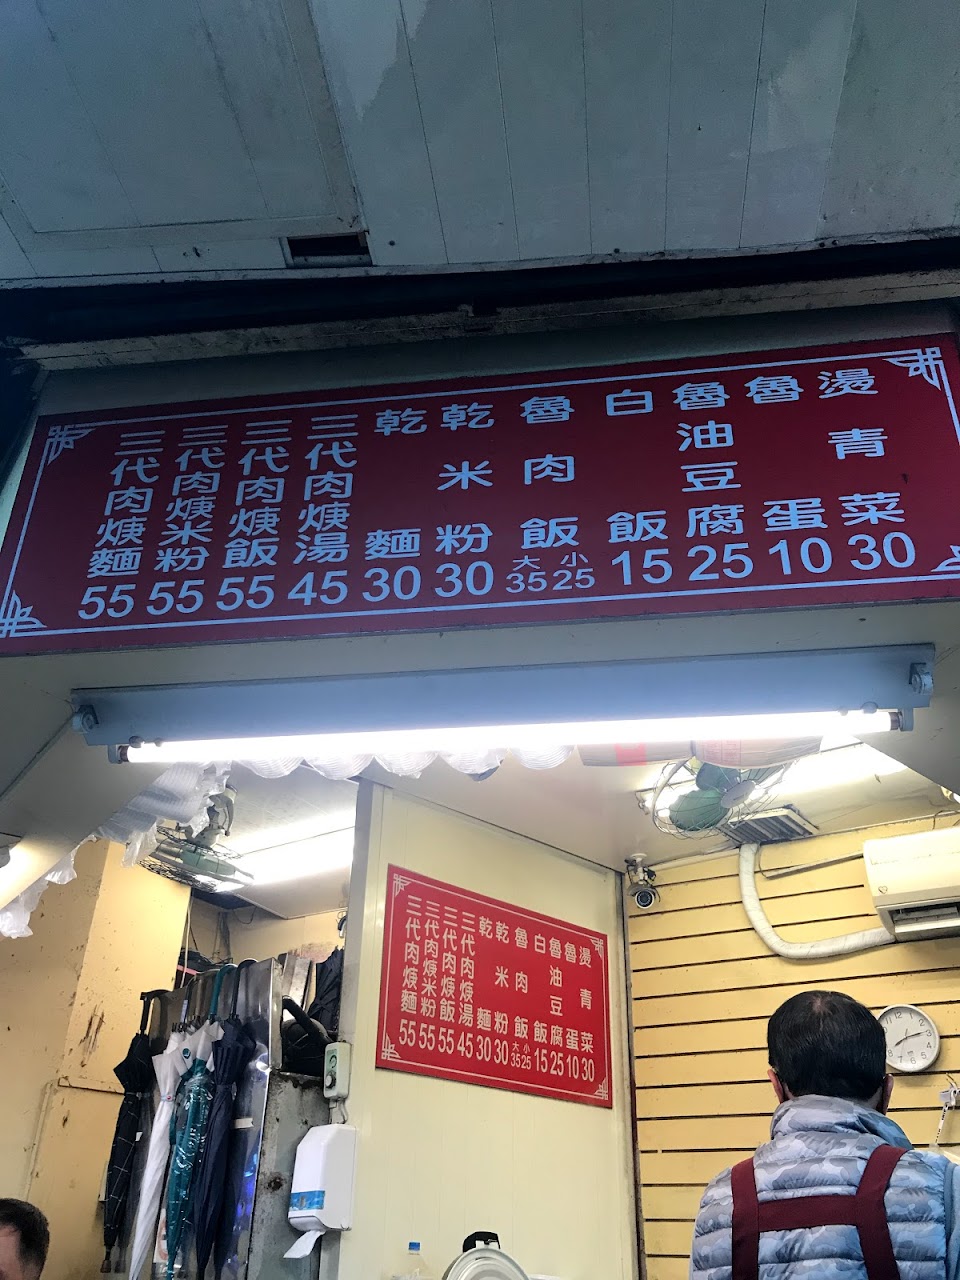 三代肉焿麵 55
三代肉焿米粉 55
三代肉焿飯 55
三代肉焿湯 45
乾麵 30
乾米粉 30
魯肉飯 大35 小25
白飯 15
魯油豆腐 25
魯蛋 10
燙青菜 30
三代肉焿麵 55
三代肉焿米粉 55
三代肉焿飯 55
三代肉焿湯 45
乾麵 30
乾米粉 30
魯肉飯 大35 小25
白飯 15
魯油豆腐 25
魯蛋 10
燙青菜 30